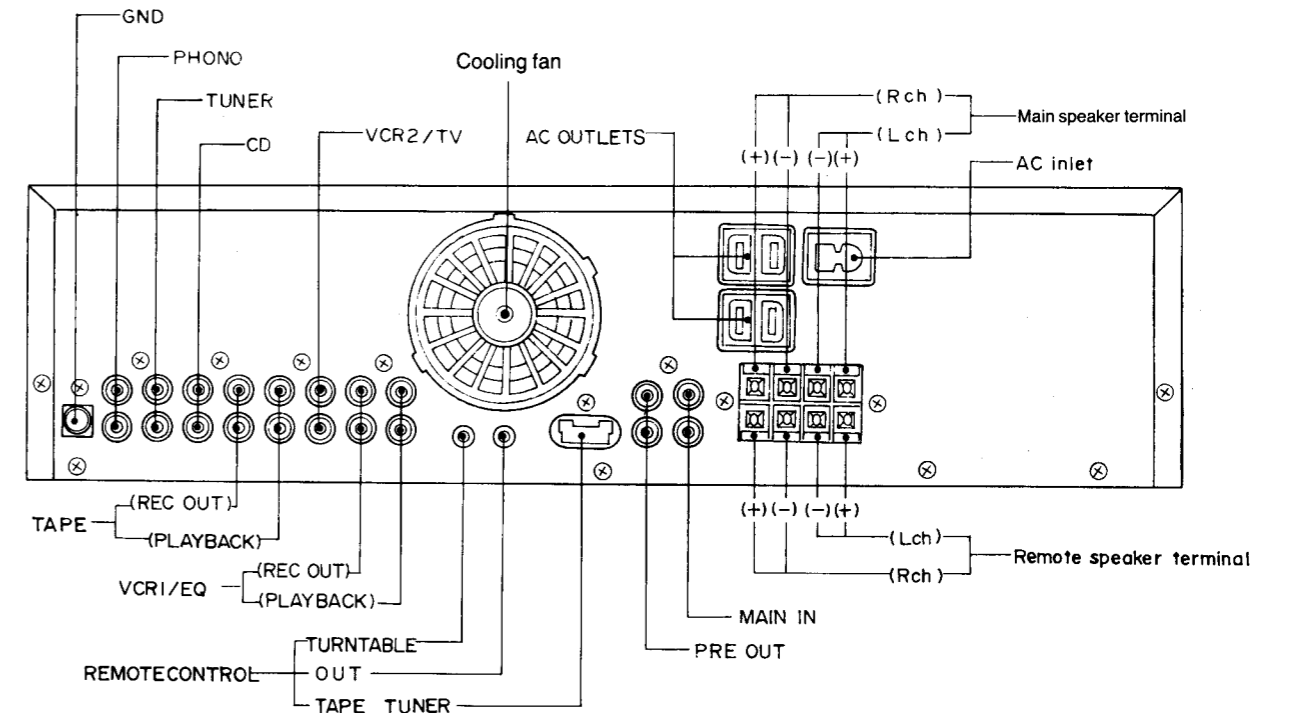 GND
PHONO
TUNER
CD
VCR2/TV
Cooling fan
AC OUTLETS
(Rch)
(Lch)
Main speaker terminal
(+)(-) (-)(+)
AC inlet
TAPE
(REC OUT)
(PLAYBACK)
VCR1/EQ
(REC OUT)
(PLAYBACK)
REMOTE CONTROL
TURNTABLE
OUT
TAPE TUNER
(+)(-)(-)(+)
(Lch)
(Rch)
Remote speaker terminal
MAIN IN
PRE OUT